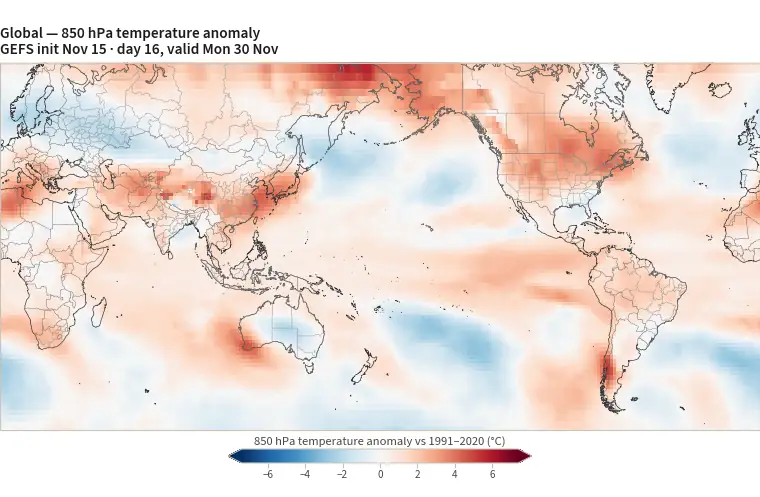 Global — 850 hPa temperature anomaly
GEFS init Nov 15 · day 16, valid Mon 30 Nov
850 hPa temperature anomaly vs 1991–2020 (°C)
−6 −4 −2 0 2 4 6